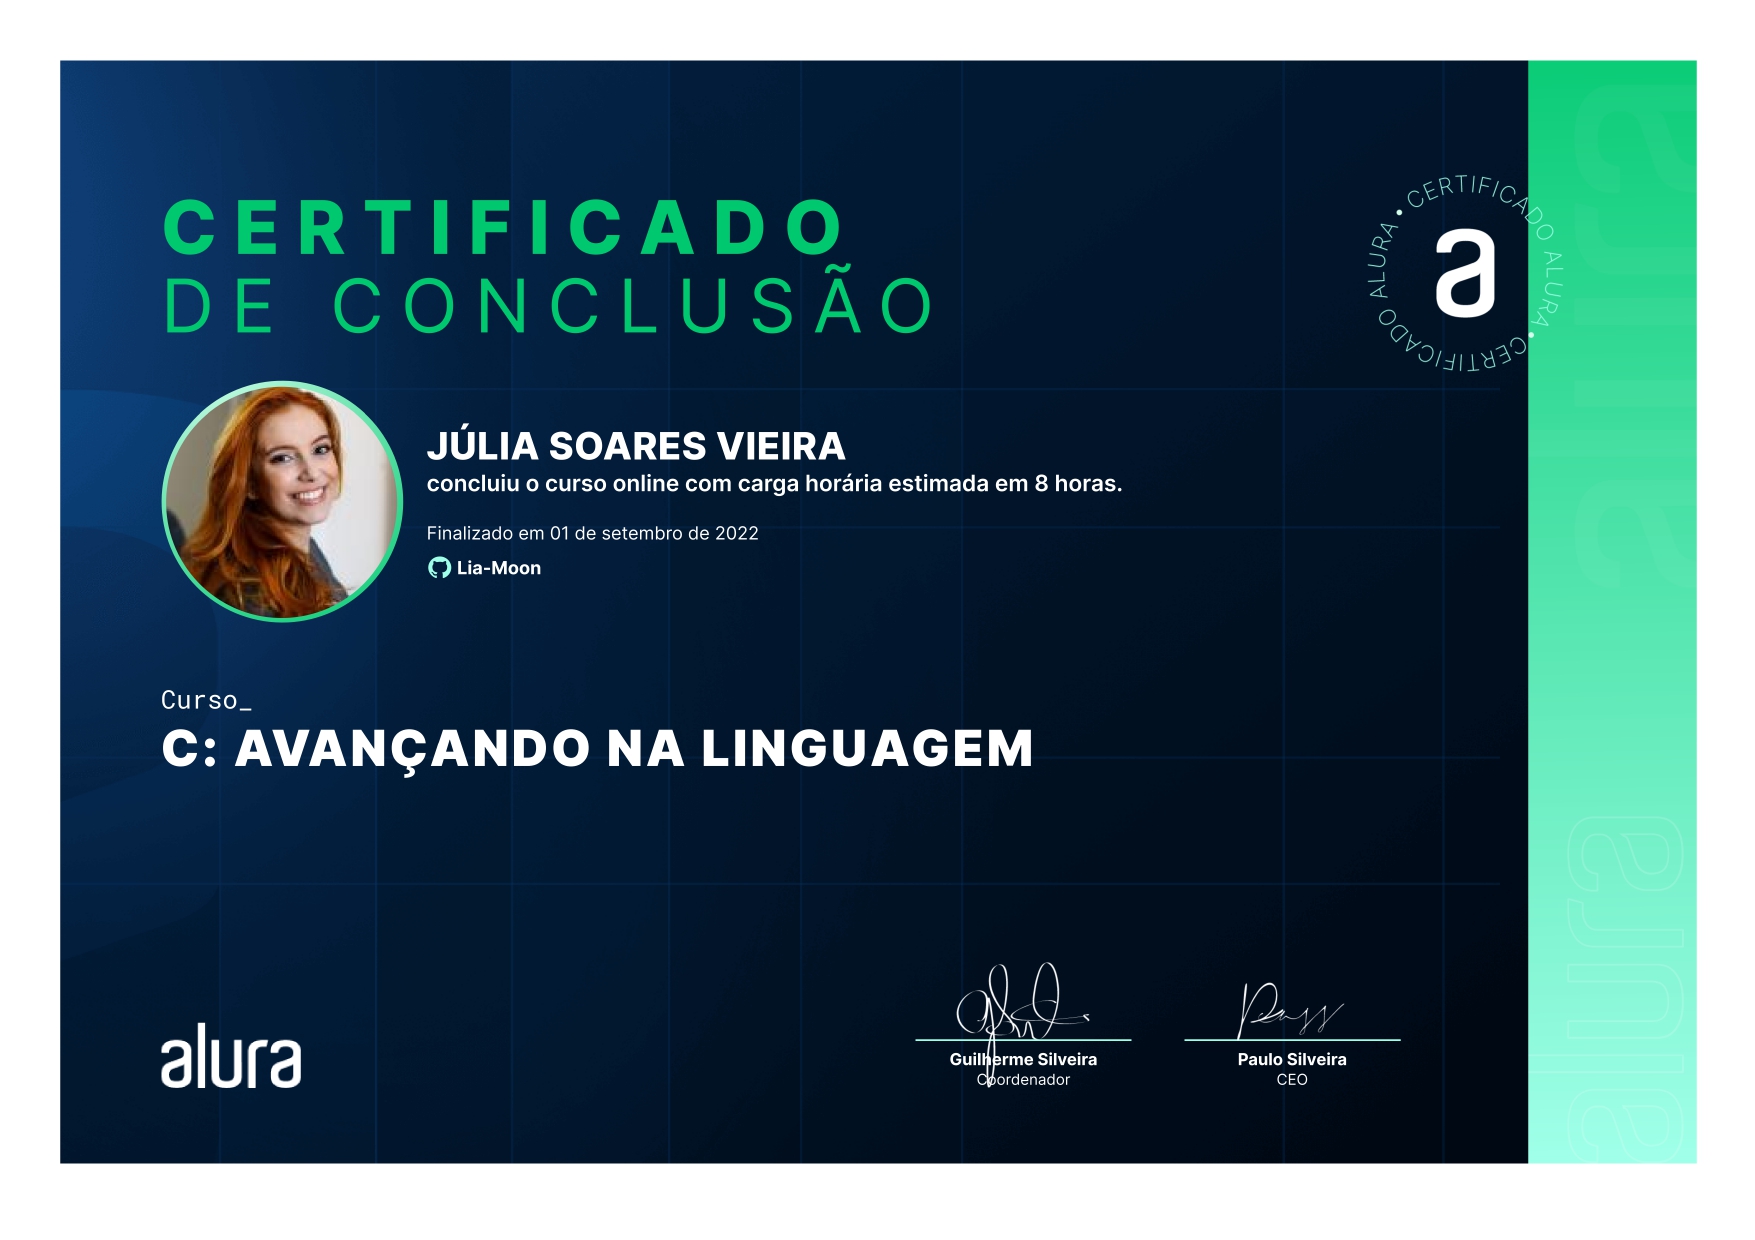 CERTIFICADO
DE CONCLUSÃO
CERTIFICADO ALURA • CERTIFICADO ALURA •
a
JÚLIA SOARES VIEIRA
concluiu o curso online com carga horária estimada em 8 horas.
Finalizado em 01 de setembro de 2022
Lia-Moon
Curso_
C: AVANÇANDO NA LINGUAGEM
alura
Guilherme Silveira
Coordenador
Paulo Silveira
CEO
alura
alura